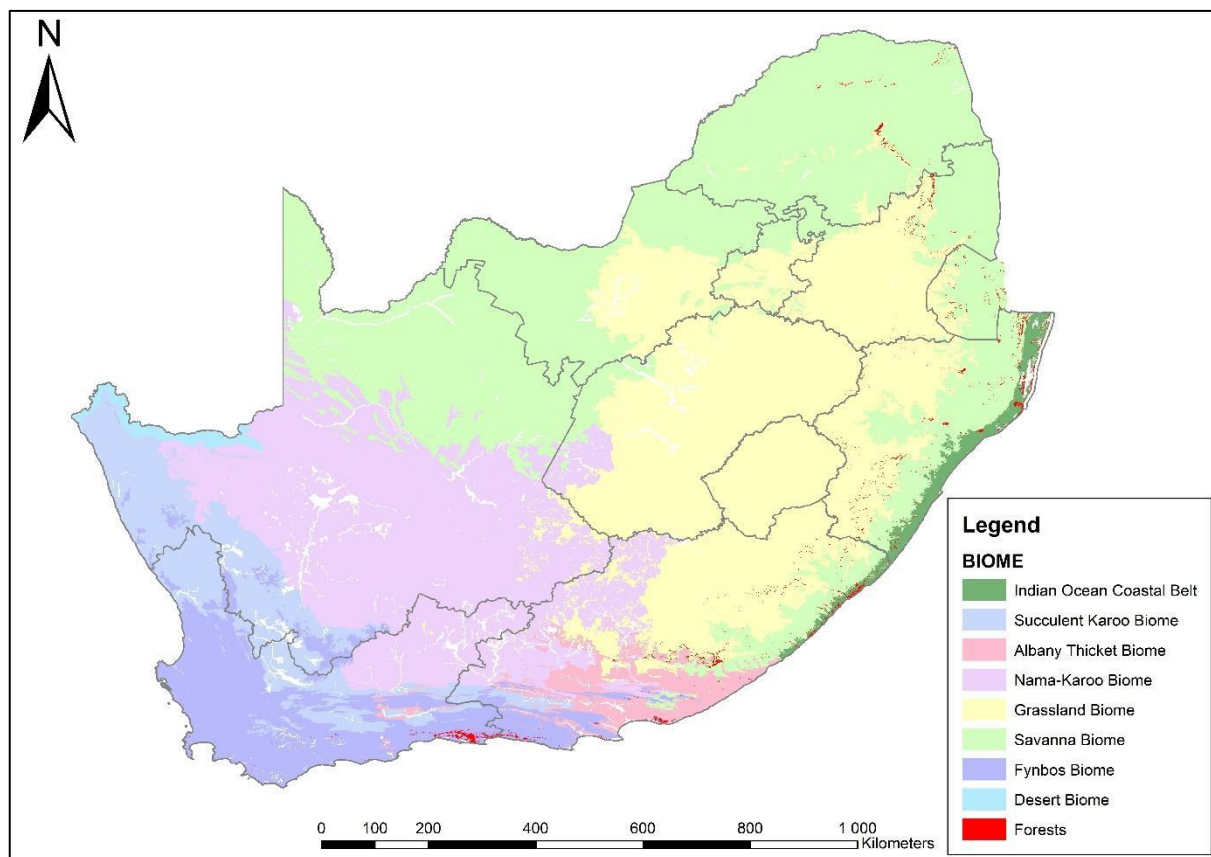 N
Legend
BIOME
Indian Ocean Coastal Belt
Succulent Karoo Biome
Albany Thicket Biome
Nama-Karoo Biome
Grassland Biome
Savanna Biome
Fynbos Biome
Desert Biome
Forests
0 100 200 400 600 800 1 000
Kilometers